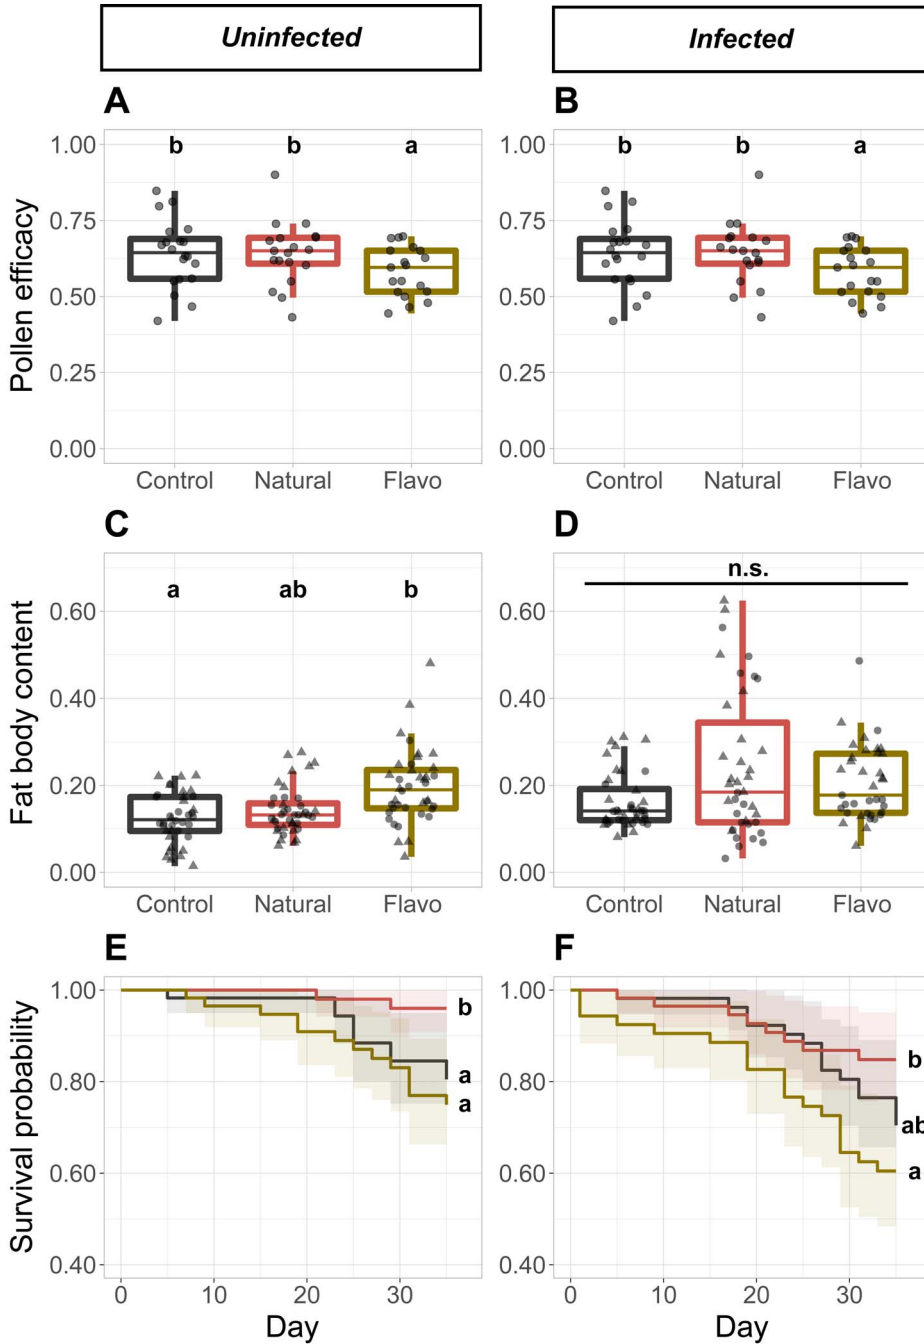 Uninfected
Infected
A
B
Pollen efficacy
1.00
0.75
0.50
0.25
0.00
b b a
Control Natural Flavo
1.00
0.75
0.50
0.25
0.00
b b a
Control Natural Flavo
C
D
Fat body content
0.60
0.40
0.20
0.00
a ab b
Control Natural Flavo
0.60
0.40
0.20
0.00
n.s.
Control Natural Flavo
E
F
Survival probability
1.00
0.80
0.60
0.40
b
a
a
0 10 20 30
Day
1.00
0.80
0.60
0.40
b
ab
a
0 10 20 30
Day